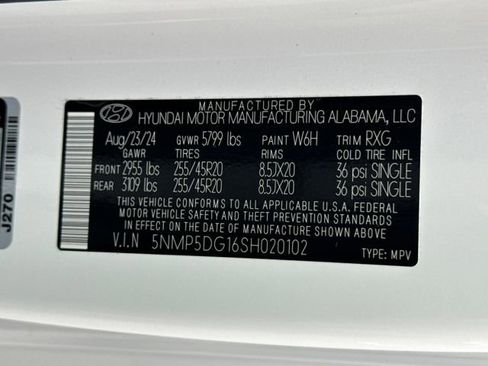 MANUFACTURED BY
HYUNDAI MOTOR MANUFACTURING ALABAMA, LLC
Aug/23/24 GVWR 5799 lbs PAINT W6H TRIM RXG
GAWR TIRES RIMS COLD TIRE INFL
FRONT 2955 lbs 255/45R20 8.5JX20 36 psi SINGLE
REAR 3109 lbs 255/45R20 8.5JX20 36 psi SINGLE
THIS VEHICLE CONFORMS TO ALL APPLICABLE U.S.A. FEDERAL
MOTOR VEHICLE SAFETY AND THEFT PREVENTION STANDARDS
IN EFFECT ON THE DATE OF MANUFACTURE SHOWN ABOVE.
V.I.N 5NMP5DG16SH020102
TYPE: MPV
J270